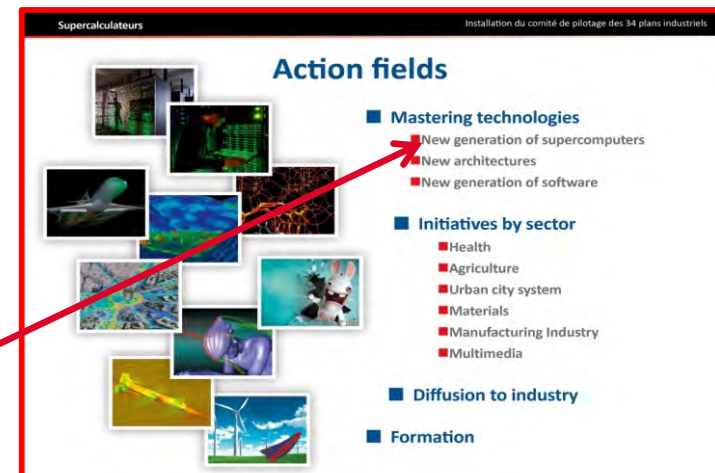 Supercalculateurs
Installation du comité de pilotage des 34 plans industriels
Action fields
Mastering technologies
New generation of supercomputers
New architectures
New generation of software
Initiatives by sector
Health
Agriculture
Urban city system
Materials
Manufacturing Industry
Multimedia
Diffusion to industry
Formation